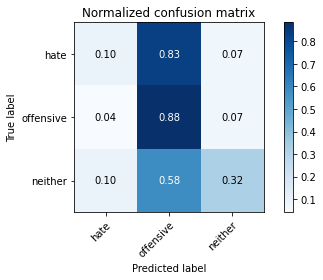 Normalized confusion matrix
True label
hate 0.10 0.83 0.07
offensive 0.04 0.88 0.07
neither 0.10 0.58 0.32
hate offensive neither
Predicted label
0.8
0.7
0.6
0.5
0.4
0.3
0.2
0.1